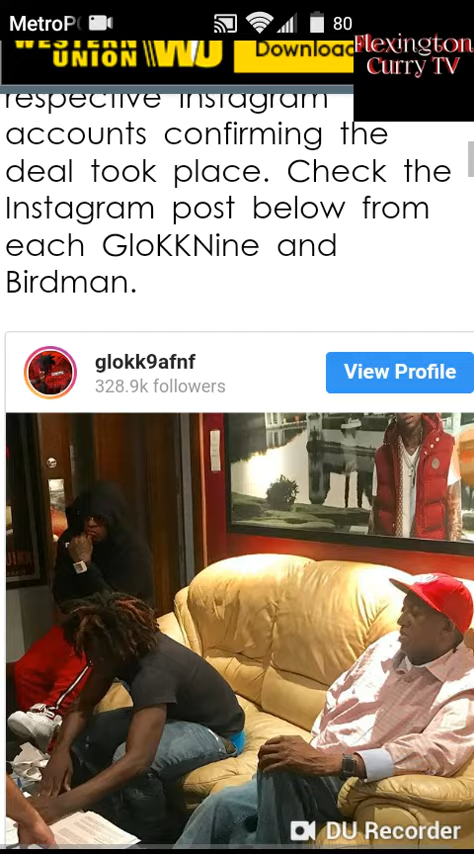 MetroP
80
WESTERN
UNION
WU
Download
Flexington
Curry TV
respective Instagram
accounts confirming the
deal took place. Check the
Instagram post below from
each GloKKNine and
Birdman.
glokk9afnf
328.9k followers
View Profile
DU Recorder